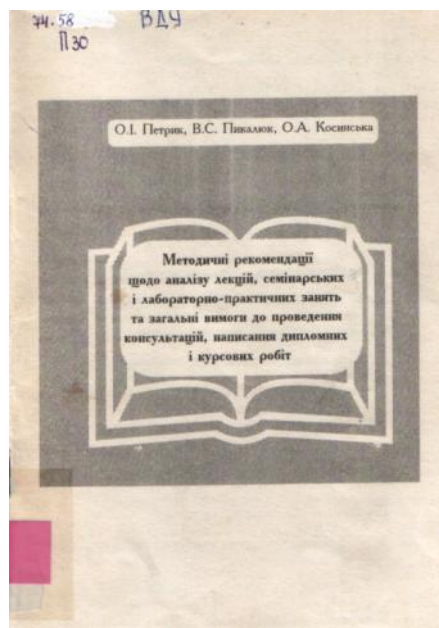 74.58 ВДУ
П30
О.І. Петрик, В.С. Пикалюк, О.А. Косинська
Методичні рекомендації
щодо аналізу лекцій, семінарських
і лабораторно-практичних занять
та загальні вимоги до проведення
консультацій, написання дипломних
і курсових робіт